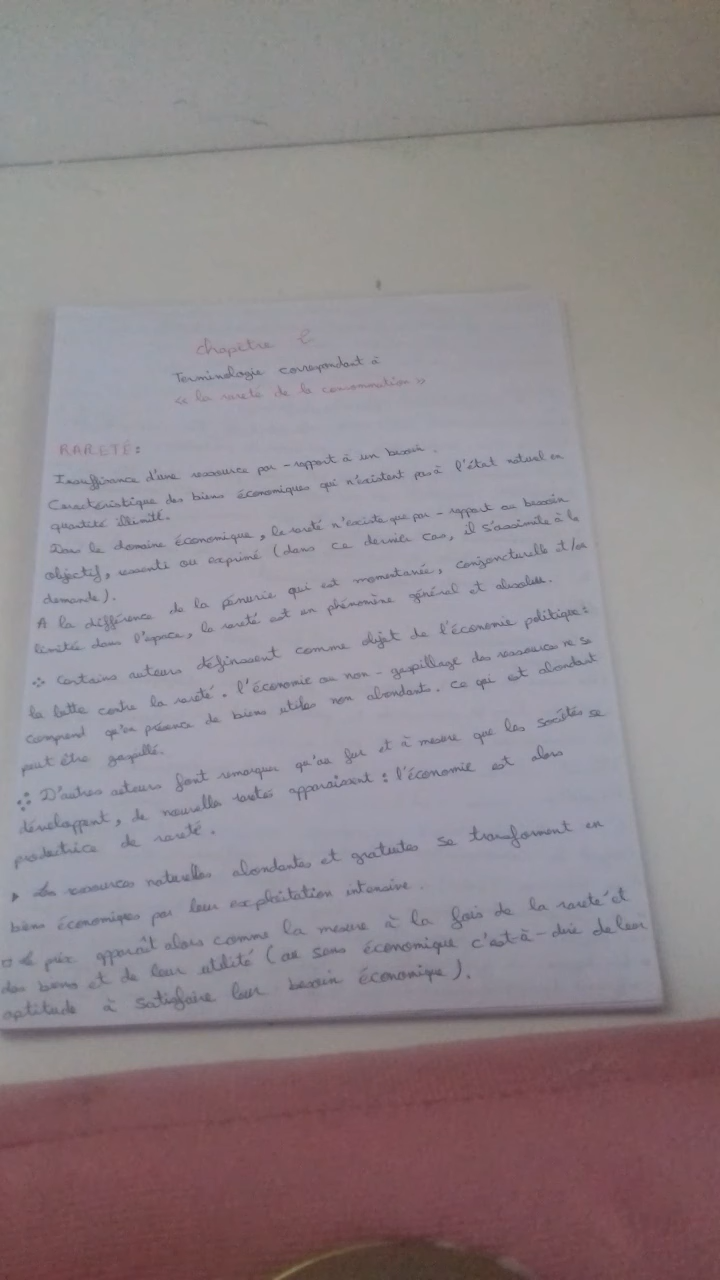 chapitre 2
Terminologie correspondant à
« la rareté de la consommation »
RARETÉ :
Insuffisance d'une ressource par-rapport à un besoin.
Caractéristique des biens économiques qui n'existent pas à l'état naturel en
quantité illimité.
Dans le domaine économique, la rareté n'existe que par-rapport au besoin
objectif, ressenti ou exprimé (dans ce dernier cas, il s'assimile à la
demande).
A la différence de la pénurie qui est momentanée, conjoncturelle et/ou
limitée dans l'espace, la rareté est un phénomène général et absolue.
Certains auteurs définissent comme objet de l'économie politique :
la lutte contre la rareté. l'économie au non-gaspillage des ressources ne se
comprend qu'en présence de biens utiles non abondants. Ce qui est abondant
peut être gaspillé.
D'autres auteurs font remarquer qu'au fur et à mesure que les sociétés se
développent, de nouvelles raretés apparaissent : l'économie est alors
productrice de rareté.
Les ressources naturelles abondantes et gratuites se transforment en
biens économiques par leur exploitation intensive.
Le prix apparaît alors comme la mesure à la fois de la rareté et
des biens et de leur utilité (au sens économique c'est-à-dire de leur
aptitude à satisfaire leur besoin économique).